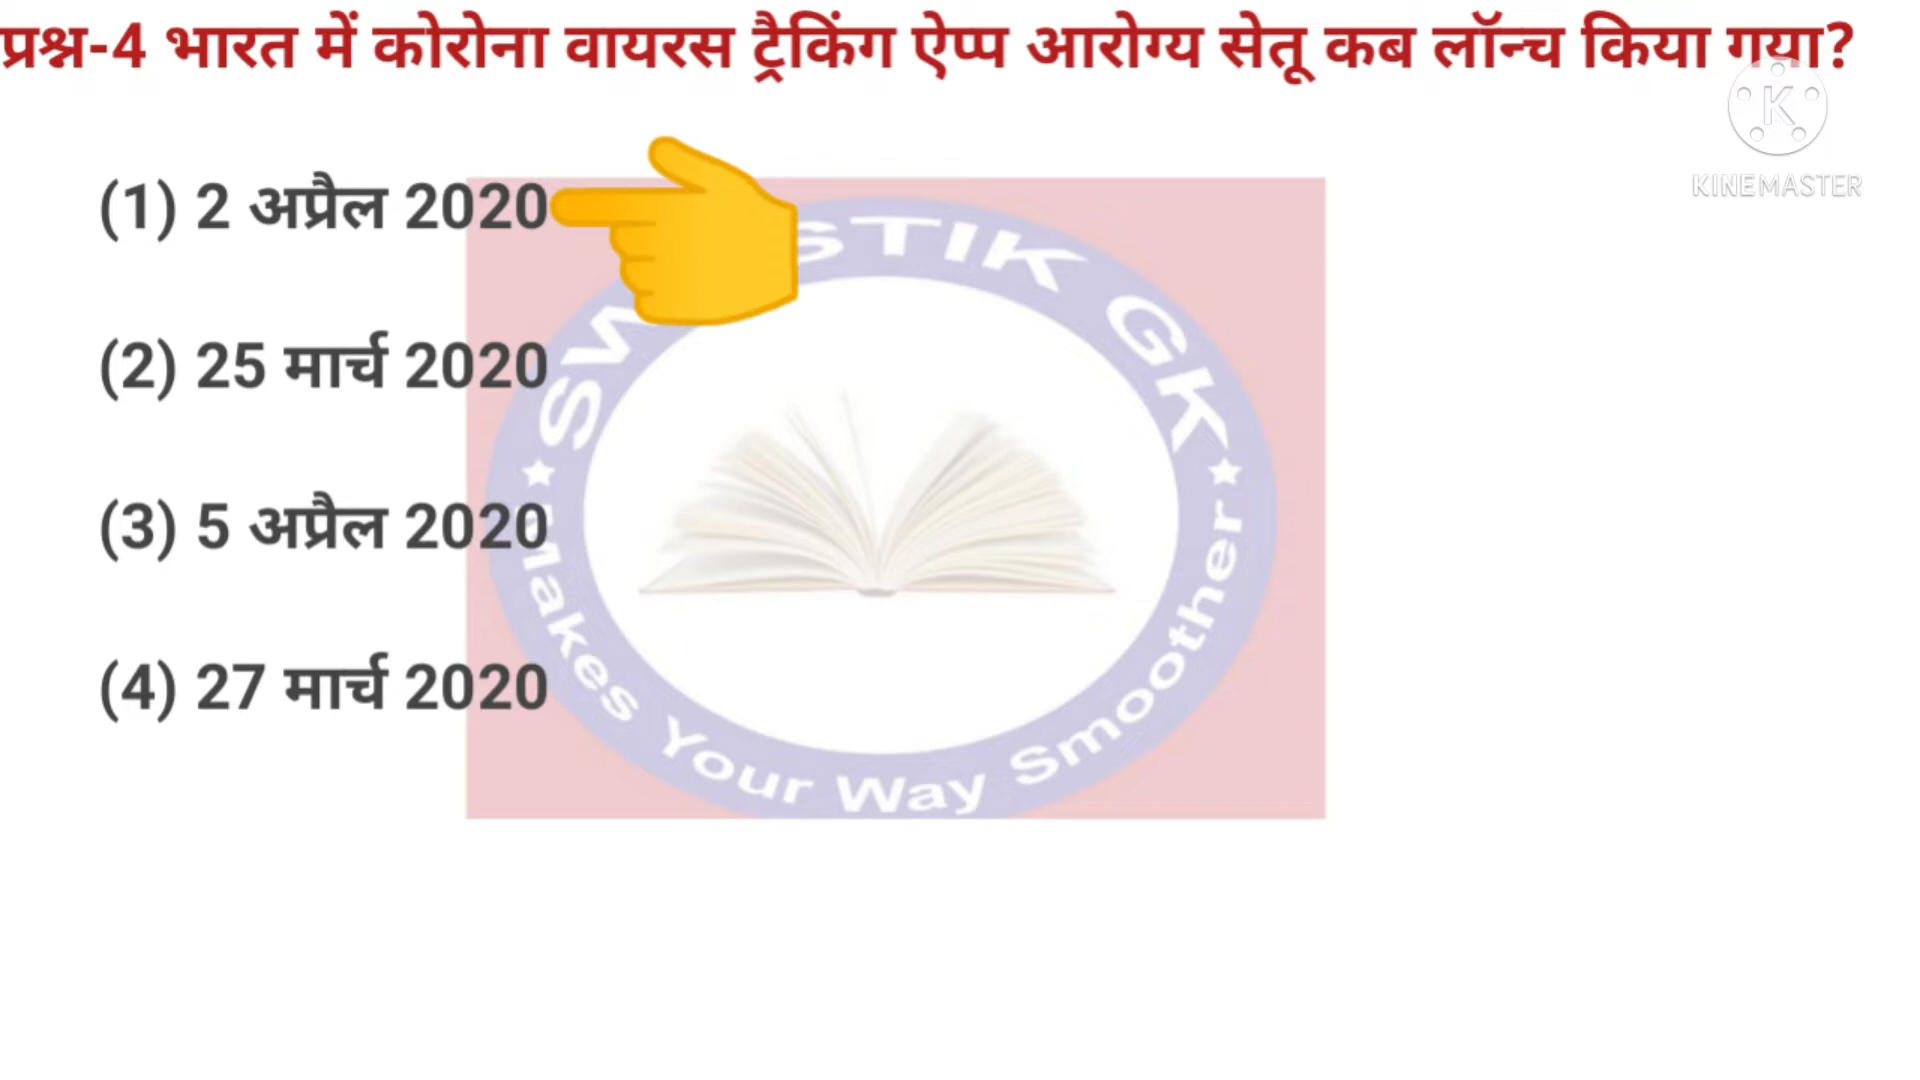 प्रश्न-4 भारत में कोरोना वायरस ट्रैकिंग ऐप्प आरोग्य सेतू कब लॉन्च किया गया?
K
KINEMASTER
(1) 2 अप्रैल 2020
(2) 25 मार्च 2020
(3) 5 अप्रैल 2020
(4) 27 मार्च 2020
STIK GK
Makes Your Way Smoother